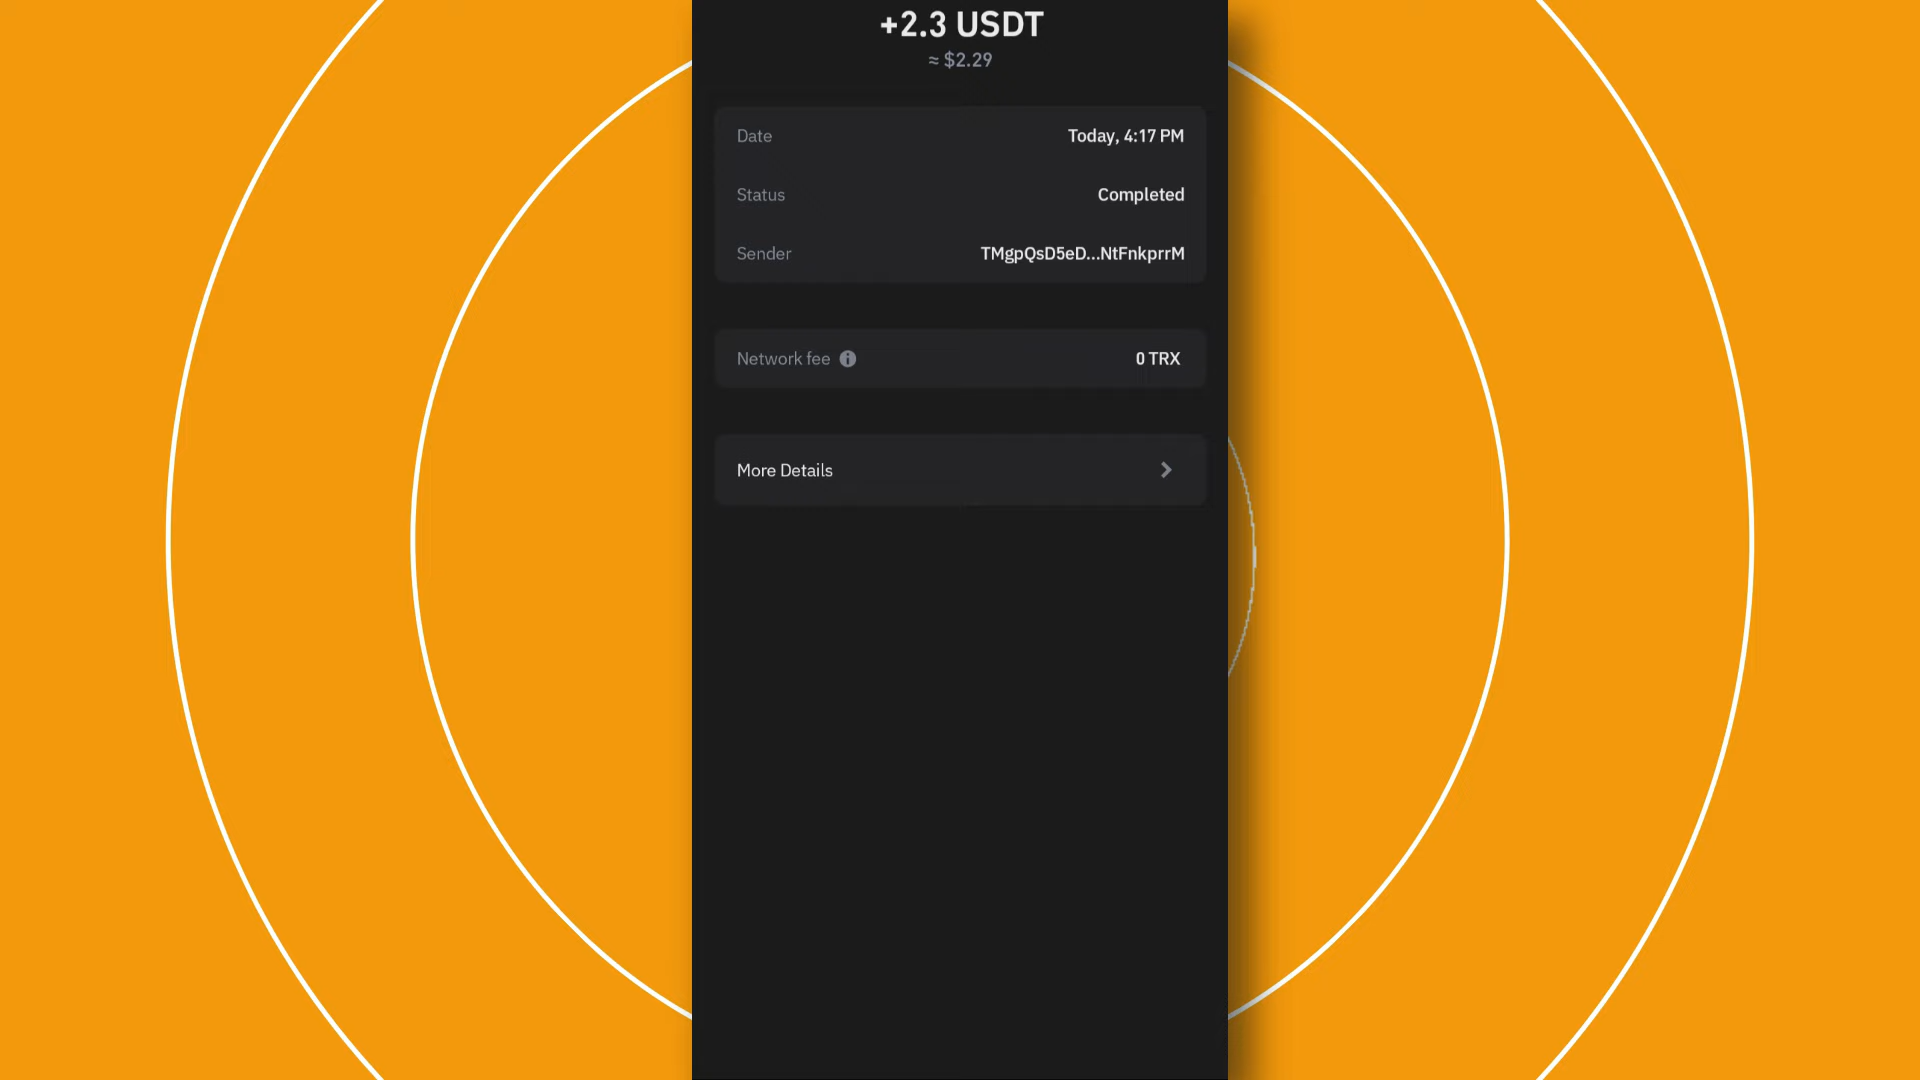 +2.3 USDT
≈ $2.29
Date Today, 4:17 PM
Status Completed
Sender TMgpQsD5eD...NtFnkprrM
Network fee 0 TRX
More Details